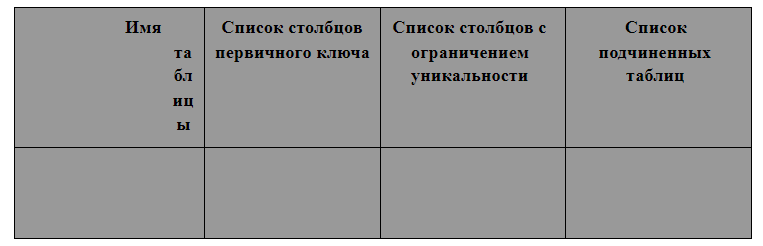 Имя
та
бл
иц
ы
Список столбцов
первичного ключа
Список столбцов с
ограничением
уникальности
Список
подчиненных
таблиц